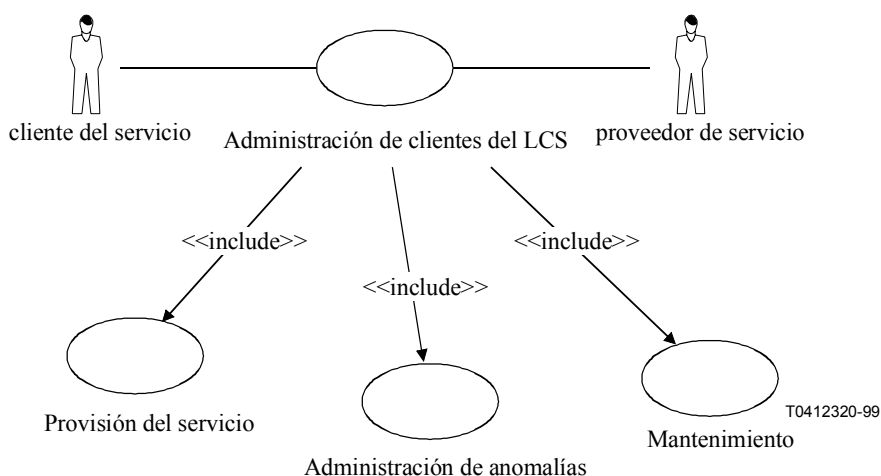 cliente del servicio
Administración de clientes del LCS
proveedor de servicio
<<include>>
<<include>>
<<include>>
Provisión del servicio
Administración de anomalías
Mantenimiento
T0412320-99